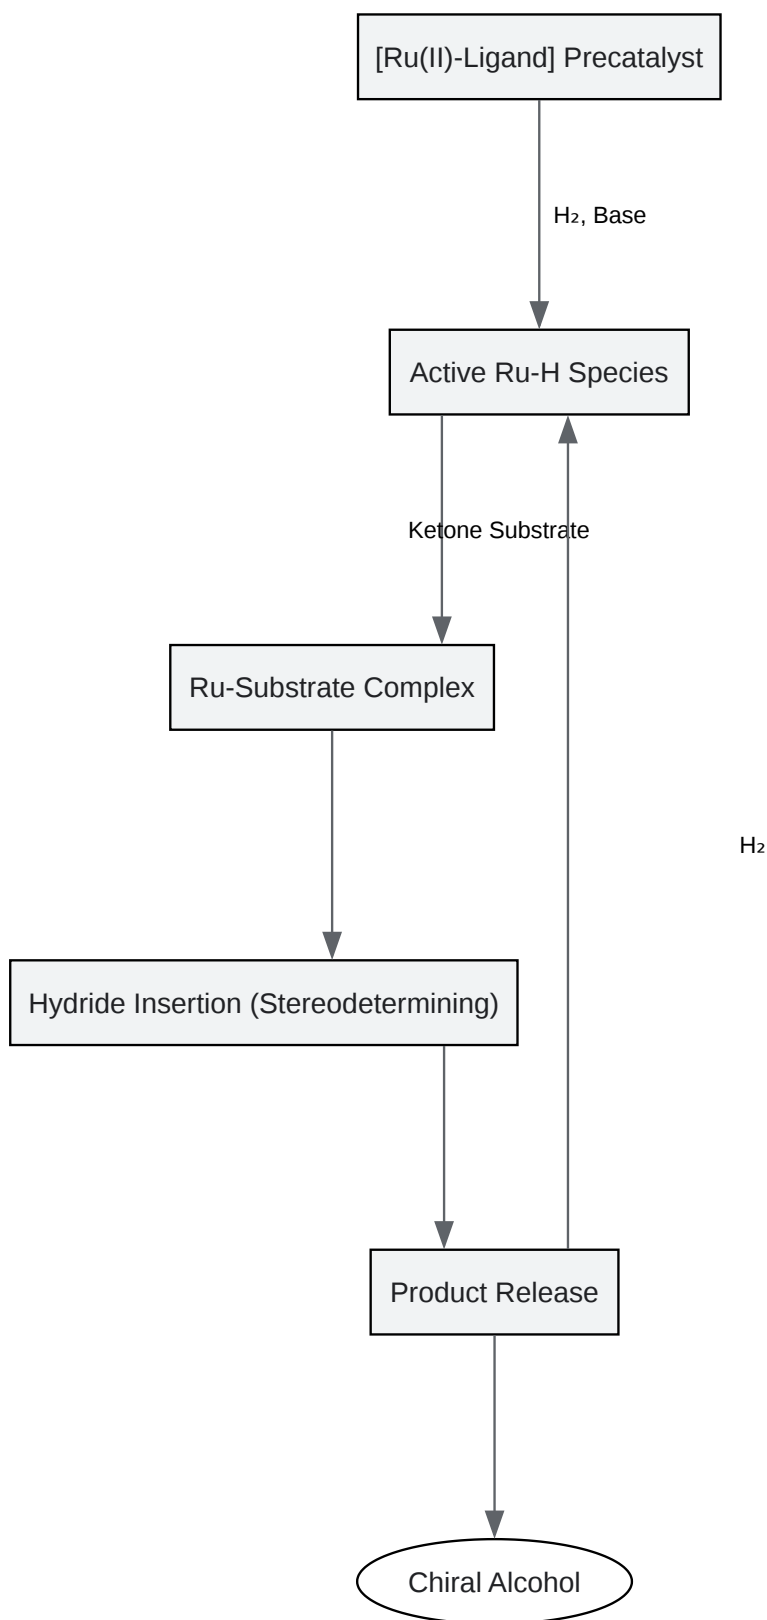 [Ru(II)-Ligand] Precatalyst
H₂, Base
Active Ru-H Species
Ketone Substrate
Ru-Substrate Complex
H₂
Hydride Insertion (Stereodetermining)
Product Release
Chiral Alcohol